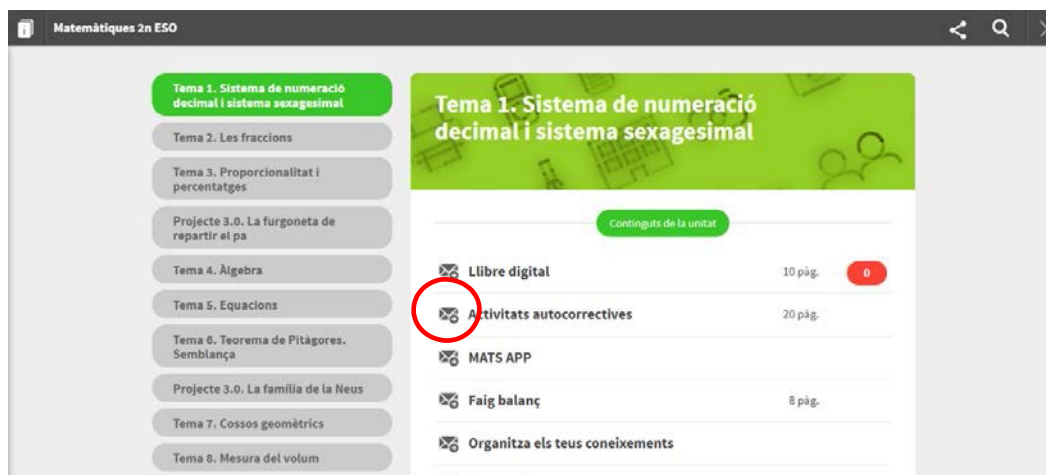 Matemàtiques 2n ESO
Tema 1. Sistema de numeració
decimal i sistema sexagesimal
Tema 2. Les fraccions
Tema 3. Proporcionalitat i
percentatges
Projecte 3.0. La furgoneta de
repartir el pa
Tema 4. Àlgebra
Tema 5. Equacions
Tema 6. Teorema de Pitàgores.
Semblança
Projecte 3.0. La família de la Neus
Tema 7. Cossos geomètrics
Tema 8. Mesura del volum
Tema 1. Sistema de numeració
decimal i sistema sexagesimal
Continguts de la unitat
Llibre digital 10 pàg. 0
Activitats autocorrectives 20 pàg.
MATS APP
Faig balanç 8 pàg.
Organitza els teus coneixements